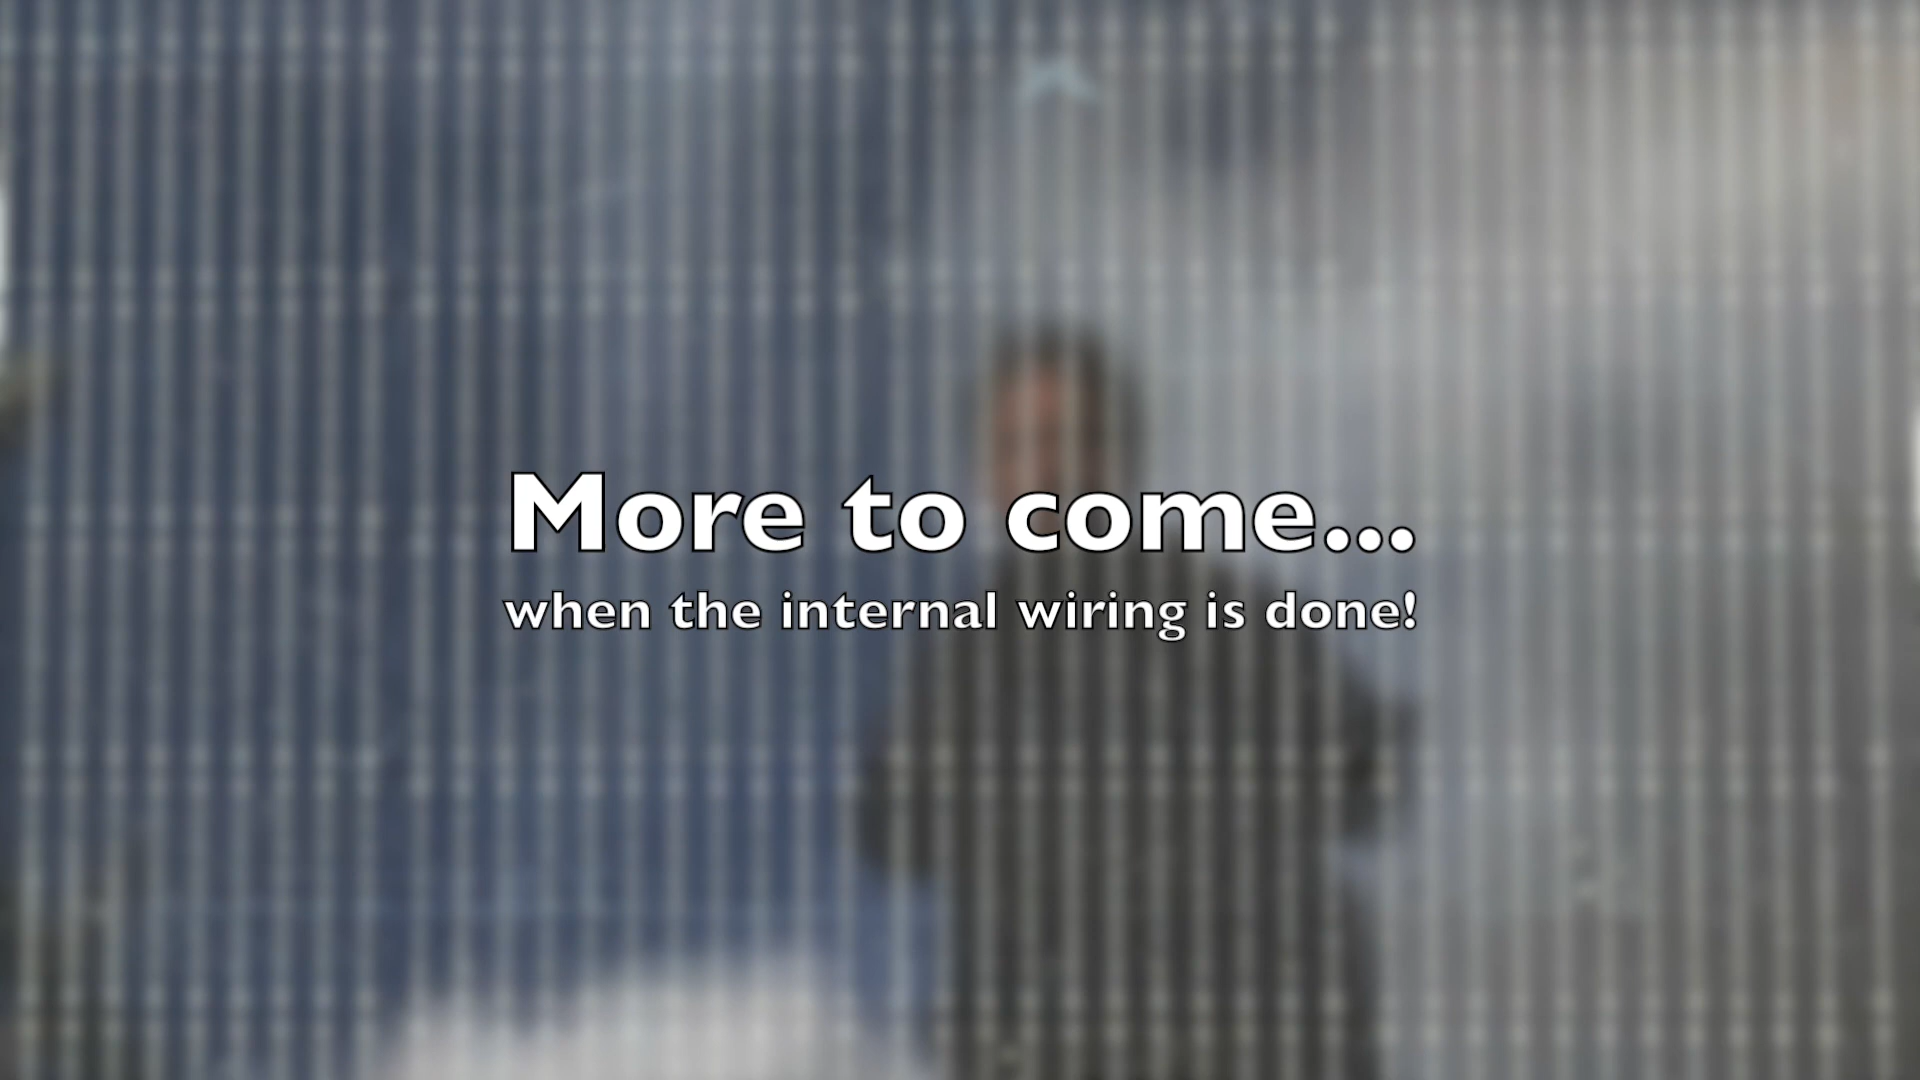 More to come...
when the internal wiring is done!